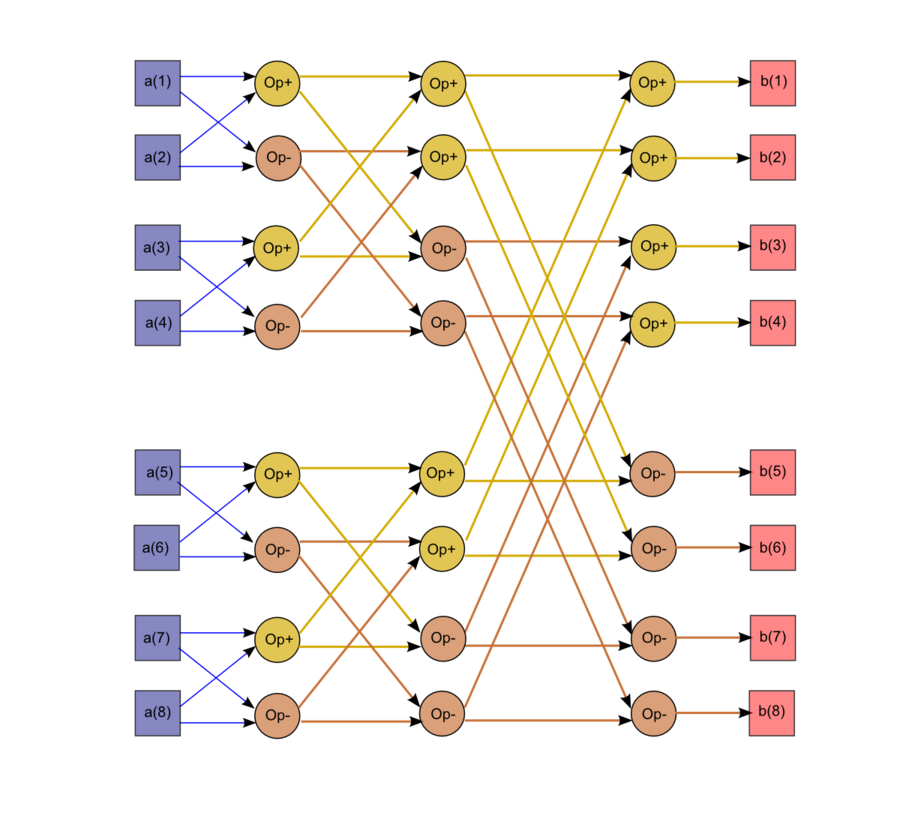 a(1) Op+ Op+ Op+ b(1)
a(2) Op- Op+ Op+ b(2)
a(3) Op+ Op- Op+ b(3)
a(4) Op- Op- Op+ b(4)
a(5) Op+ Op+ Op- b(5)
a(6) Op- Op+ Op- b(6)
a(7) Op+ Op- Op- b(7)
a(8) Op- Op- Op- b(8)